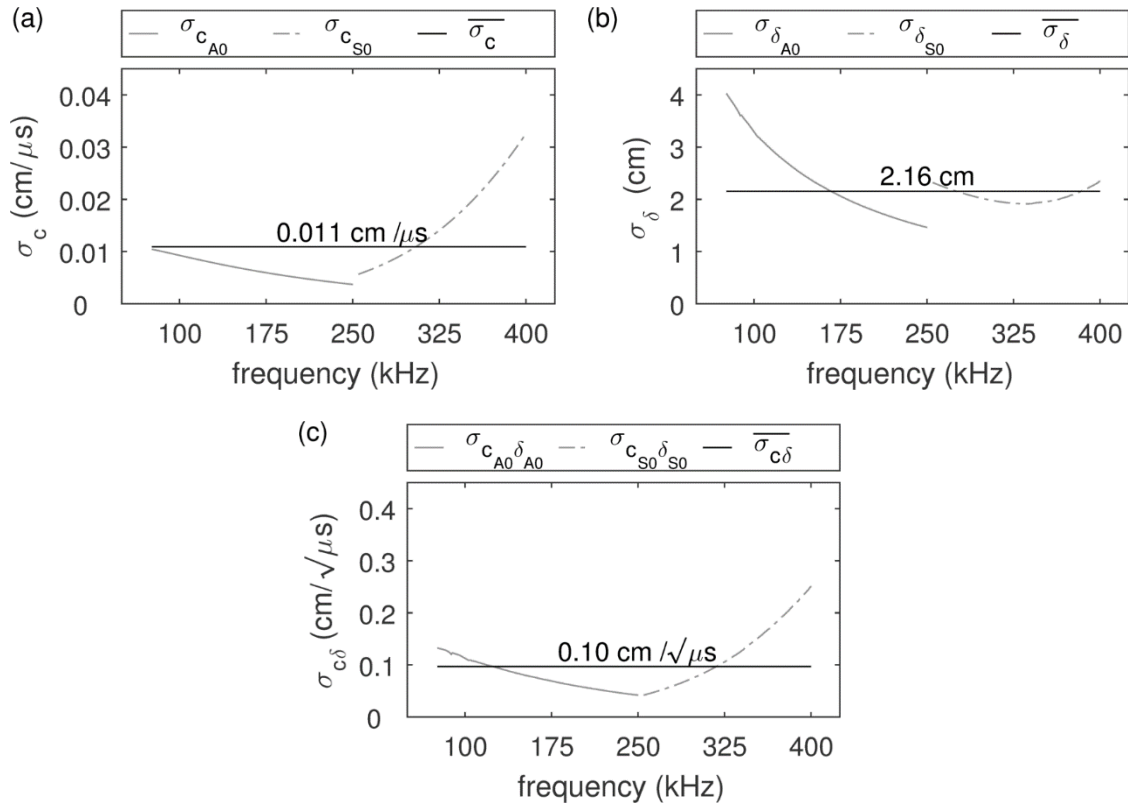 (a)
σ_c_A0 σ_c_S0 σ̅_c̅
σ_c (cm/μs)
0.04
0.03
0.02
0.01
0
0.011 cm /μs
100 175 250 325 400
frequency (kHz)
(b)
σ_δ_A0 σ_δ_S0 σ̅_δ̅
σ_δ (cm)
4
3
2
1
0
2.16 cm
100 175 250 325 400
frequency (kHz)
(c)
σ_c_A0 δ_A0 σ_c_S0 δ_S0 σ̅_c̅δ̅
σ_cδ (cm/√μs)
0.4
0.3
0.2
0.1
0
0.10 cm /√μs
100 175 250 325 400
frequency (kHz)